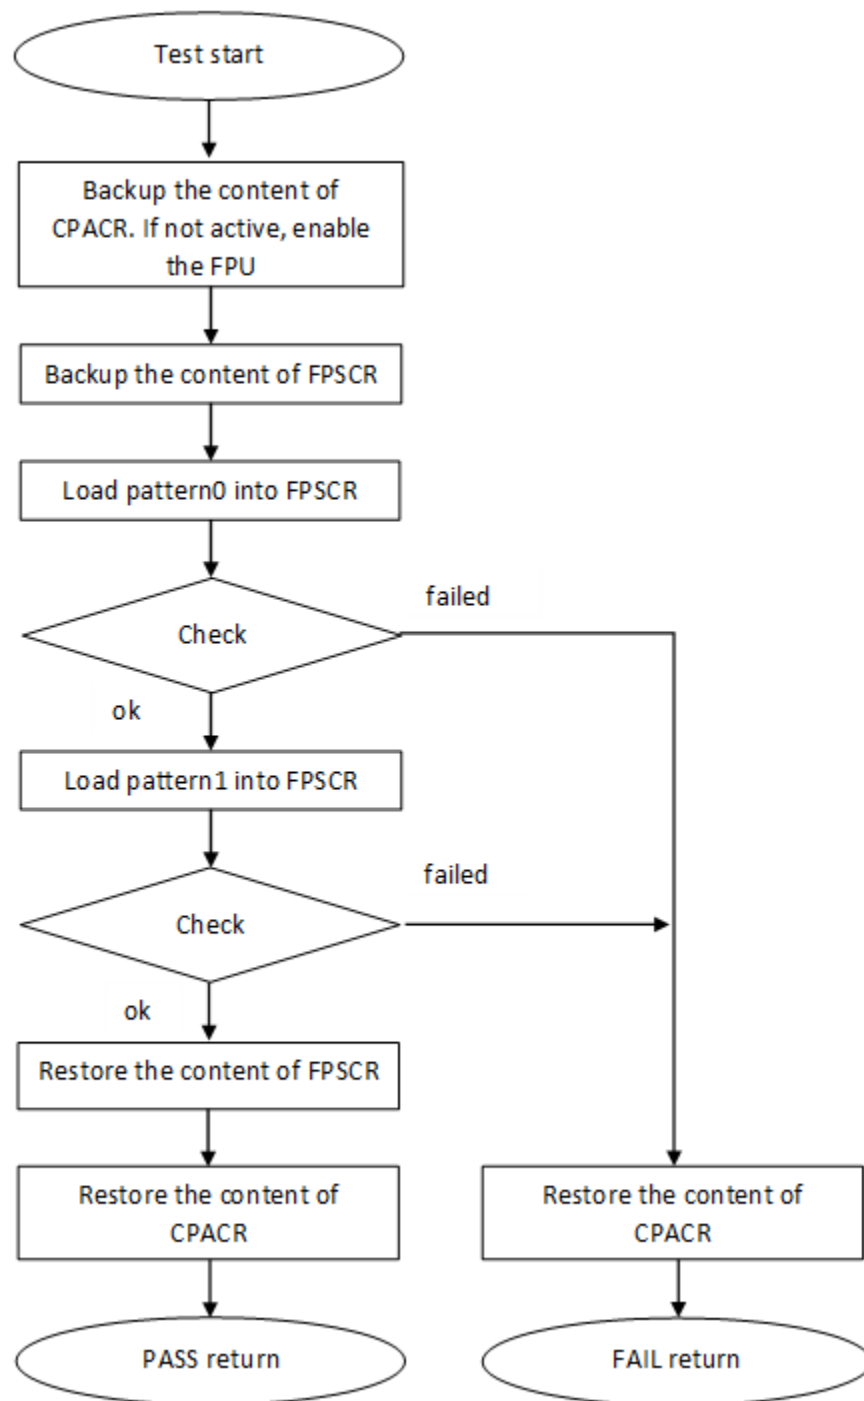 Test start
Backup the content of
CPACR. If not active, enable
the FPU
Backup the content of FPSCR
Load pattern0 into FPSCR
Check
failed
ok
Load pattern1 into FPSCR
Check
failed
ok
Restore the content of FPSCR
Restore the content of
CPACR
PASS return
Restore the content of
CPACR
FAIL return